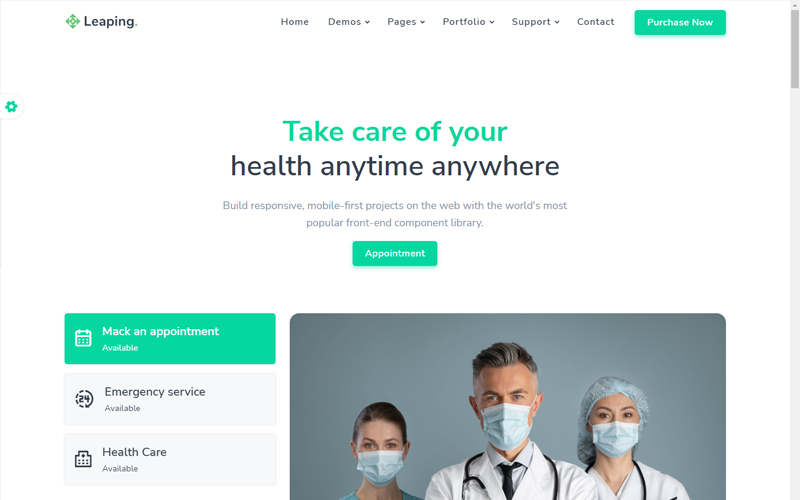 Leaping.
Home Demos Pages Portfolio Support Contact Purchase Now
Take care of your
health anytime anywhere
Build responsive, mobile-first projects on the web with the world's most
popular front-end component library.
Appointment
Mack an appointment
Available
24
Emergency service
Available
Health Care
Available